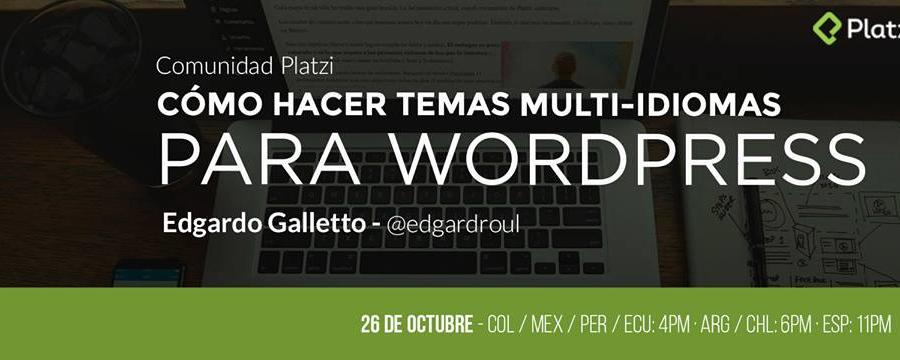 Platzi
Comunidad Platzi
CÓMO HACER TEMAS MULTI-IDIOMAS
PARA WORDPRESS
Edgardo Galletto - @edgardroul
26 DE OCTUBRE - COL / MEX / PER / ECU: 4PM · ARG / CHL: 6PM · ESP: 11PM